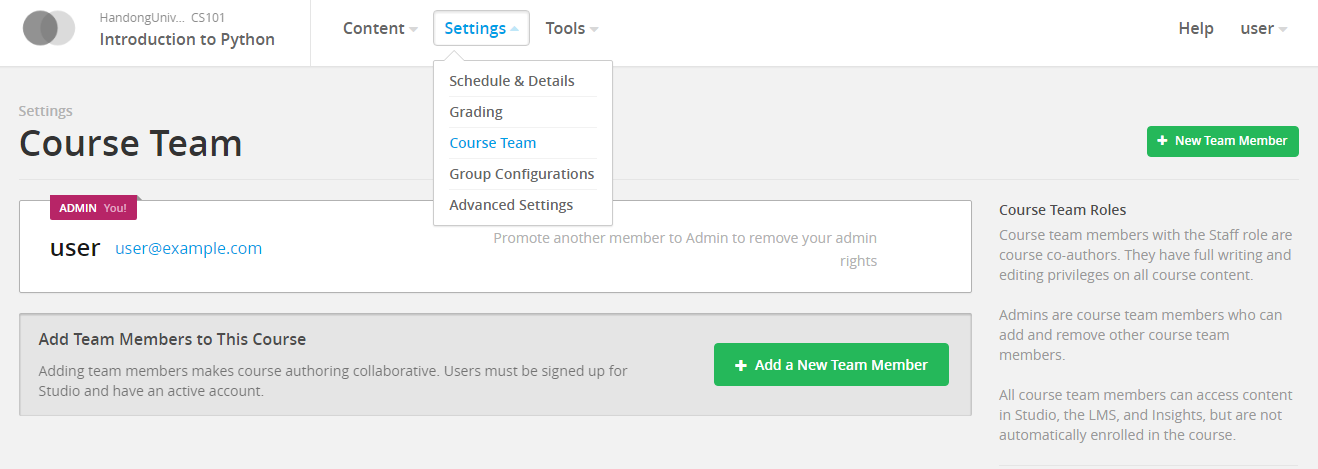 HandongUniv... CS101
Introduction to Python
Content
Settings
Tools
Help
user
Schedule & Details
Grading
Course Team
Group Configurations
Advanced Settings
Settings
Course Team
+ New Team Member
ADMIN You!
user user@example.com
Promote another member to Admin to remove your admin
rights
Add Team Members to This Course
Adding team members makes course authoring collaborative. Users must be signed up for
Studio and have an active account.
+ Add a New Team Member
Course Team Roles
Course team members with the Staff role are
course co-authors. They have full writing and
editing privileges on all course content.
Admins are course team members who can
add and remove other course team
members.
All course team members can access content
in Studio, the LMS, and Insights, but are not
automatically enrolled in the course.